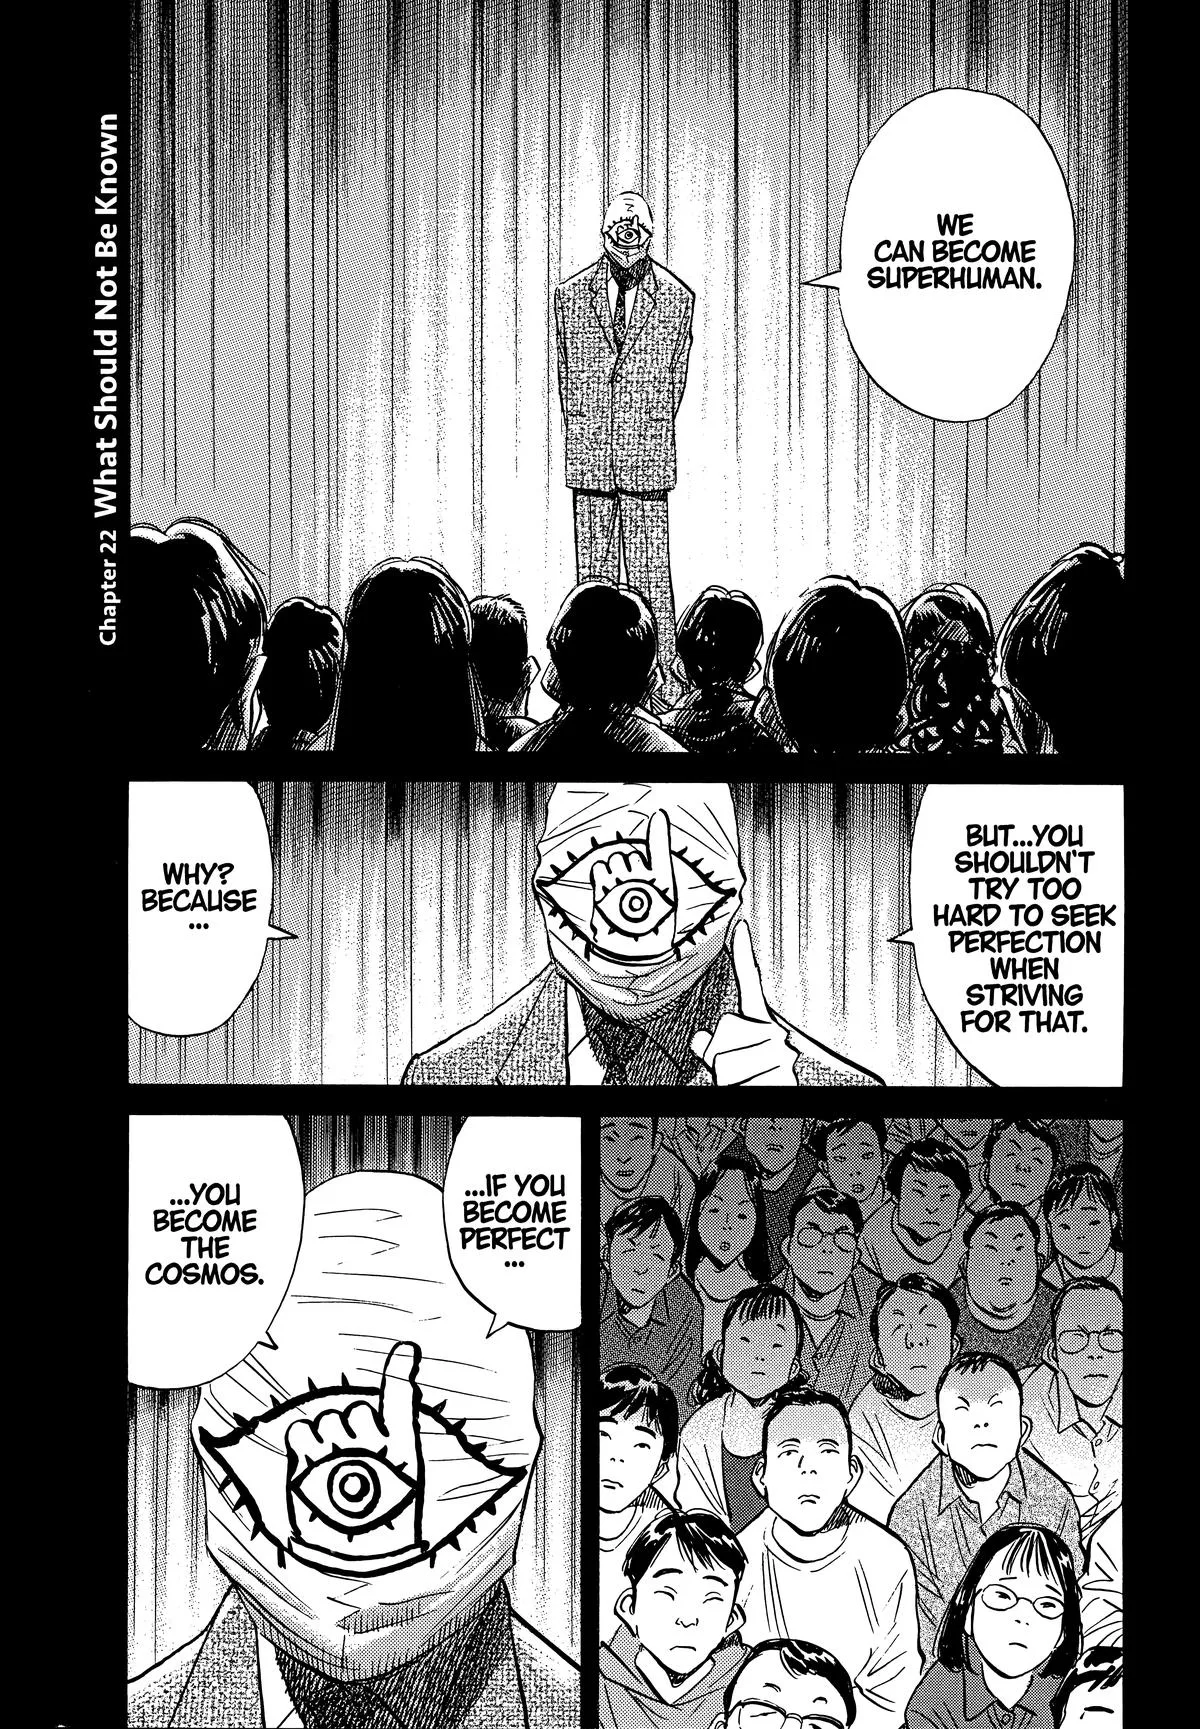 Chapter 22 What Should Not Be Known
WE
CAN BECOME
SUPERHUMAN.
BUT...YOU
SHOULDN'T
TRY TOO
HARD TO SEEK
PERFECTION
WHEN
STRIVING
FOR THAT.
WHY?
BECAUSE
...
...IF YOU
BECOME
PERFECT
...
...YOU
BECOME
THE
COSMOS.